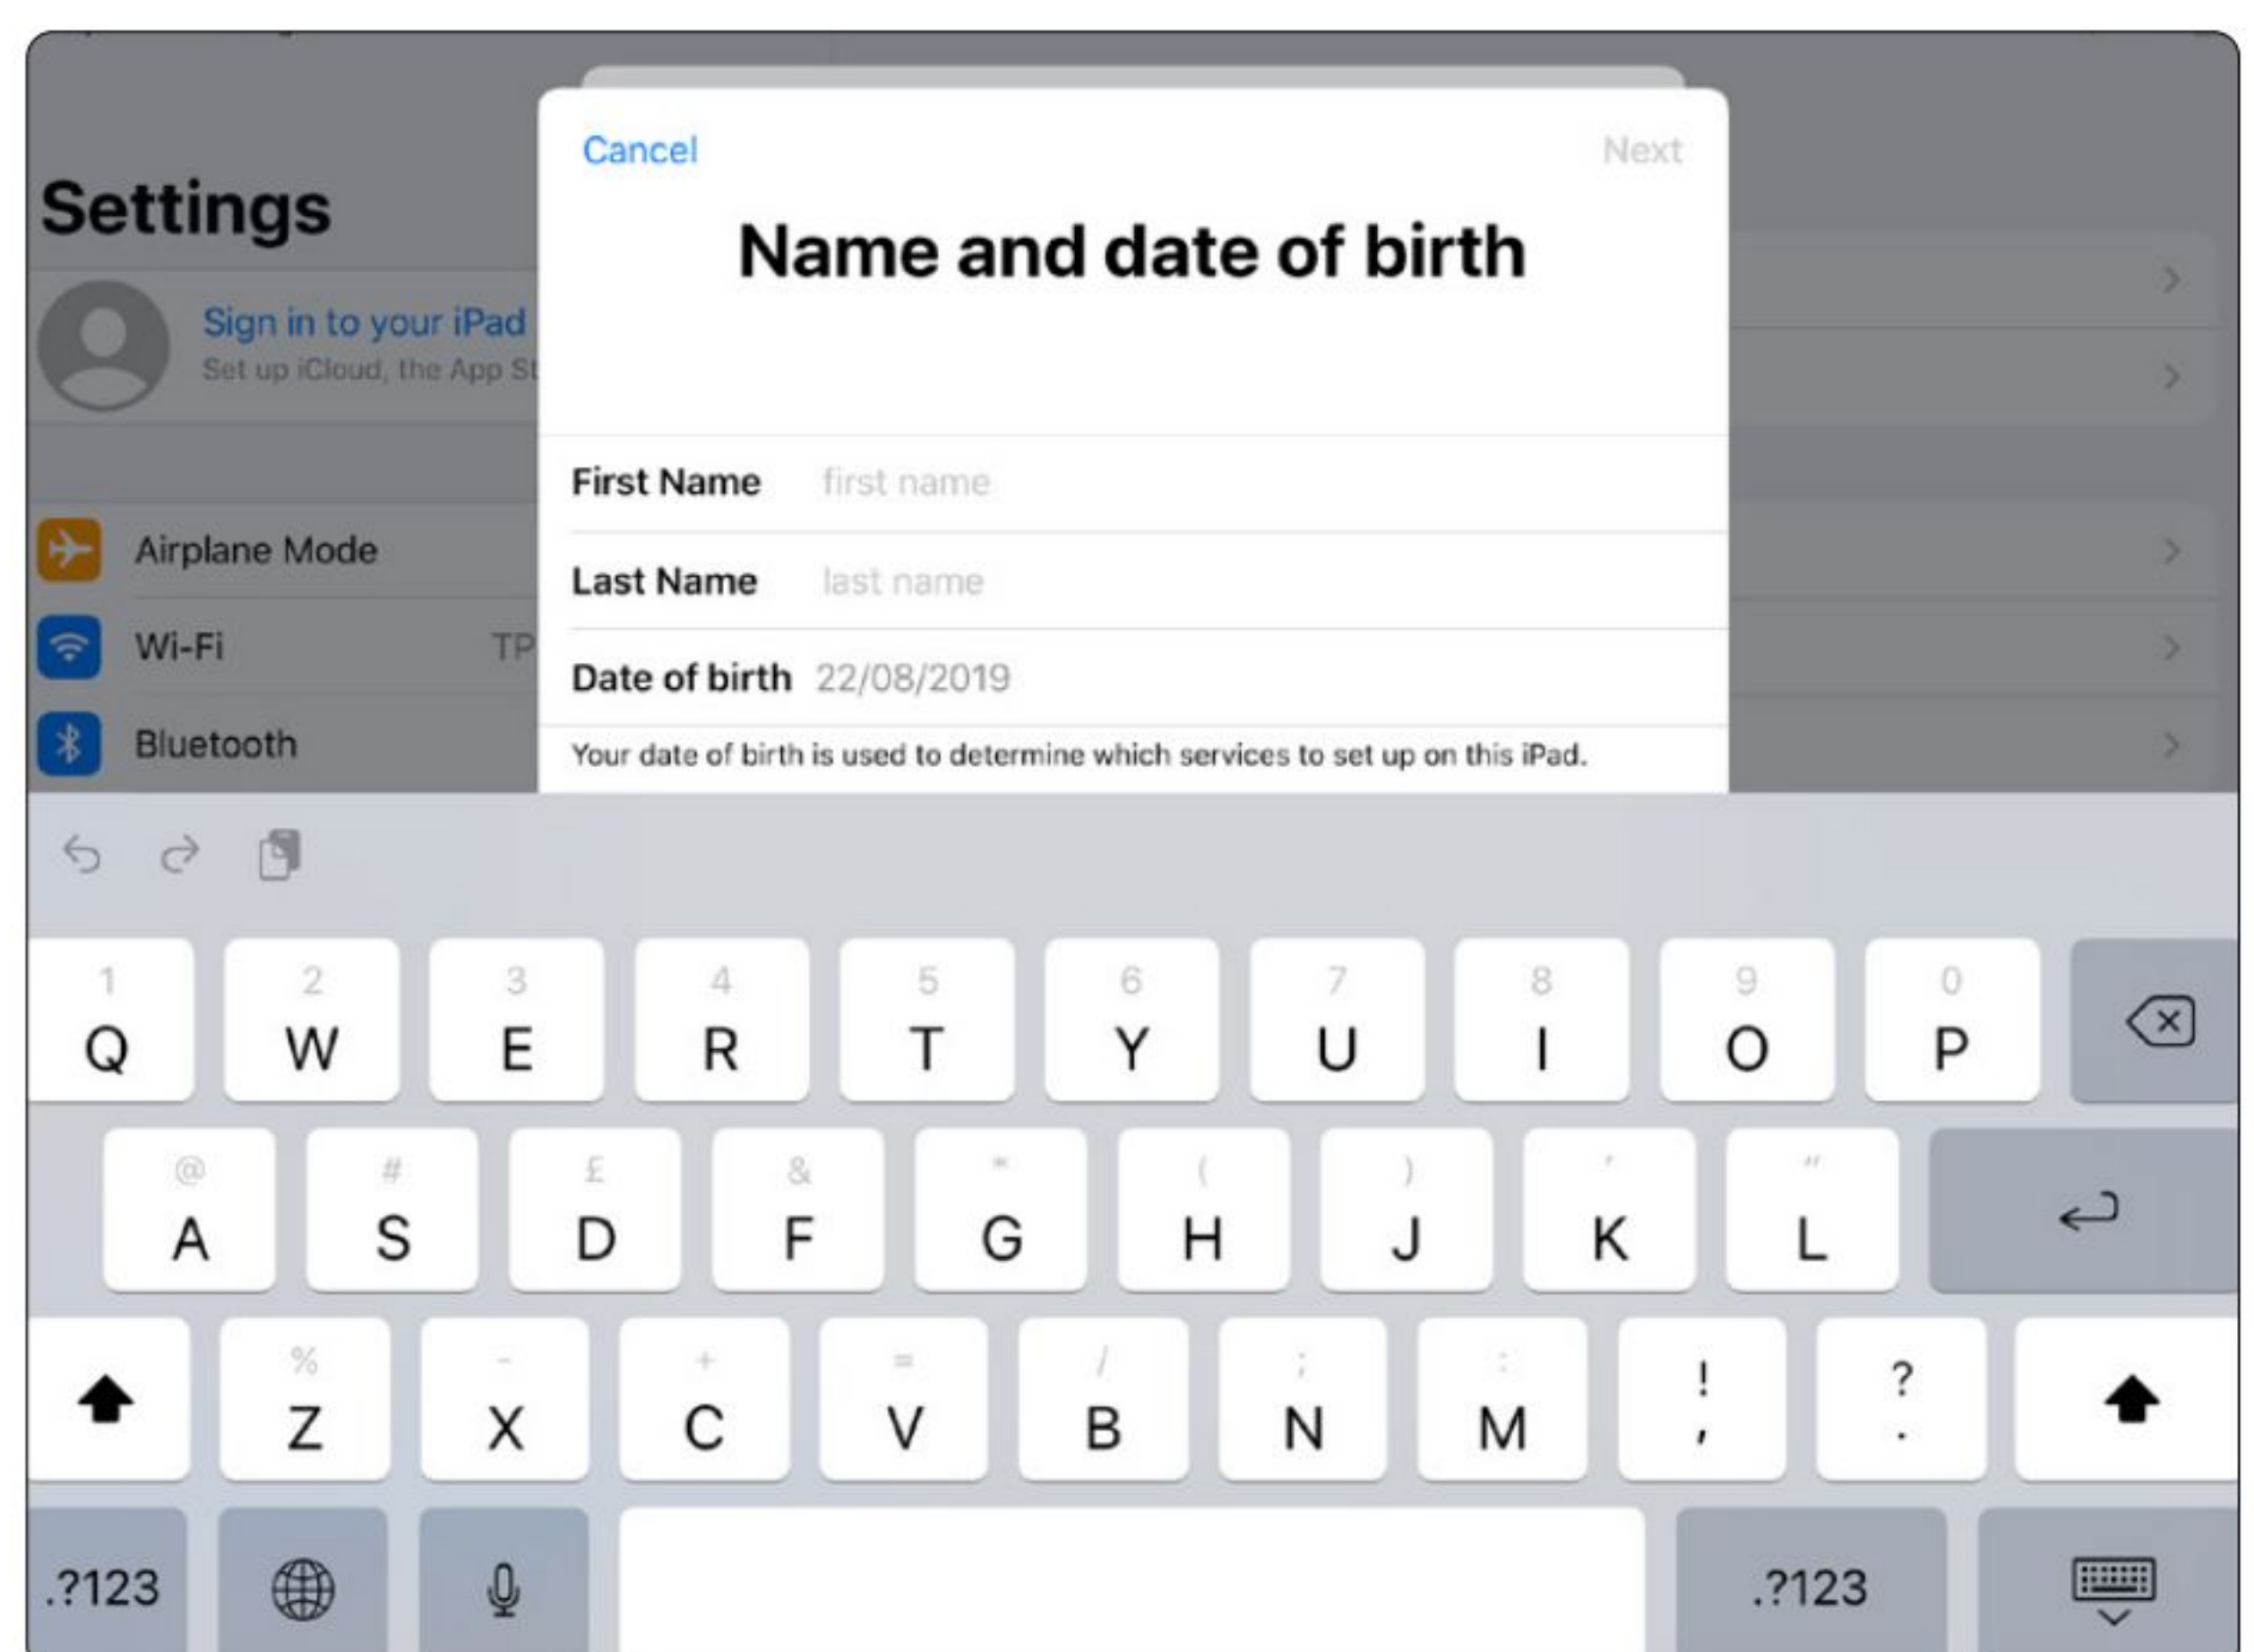 Cancel
Next
Settings
Name and date of birth
Sign in to your iPad
Set up iCloud, the App St
First Name first name
Airplane Mode
Last Name last name
Wi-Fi TP
Date of birth 22/08/2019
Bluetooth
Your date of birth is used to determine which services to set up on this iPad.
1 2 3 4 5 6 7 8 9 0
Q W E R T Y U I O P
@ # £ & * ( ) ' "
A S D F G H J K L
% - + = / ; : ! ?
Z X C V B N M , .
.?123 .?123